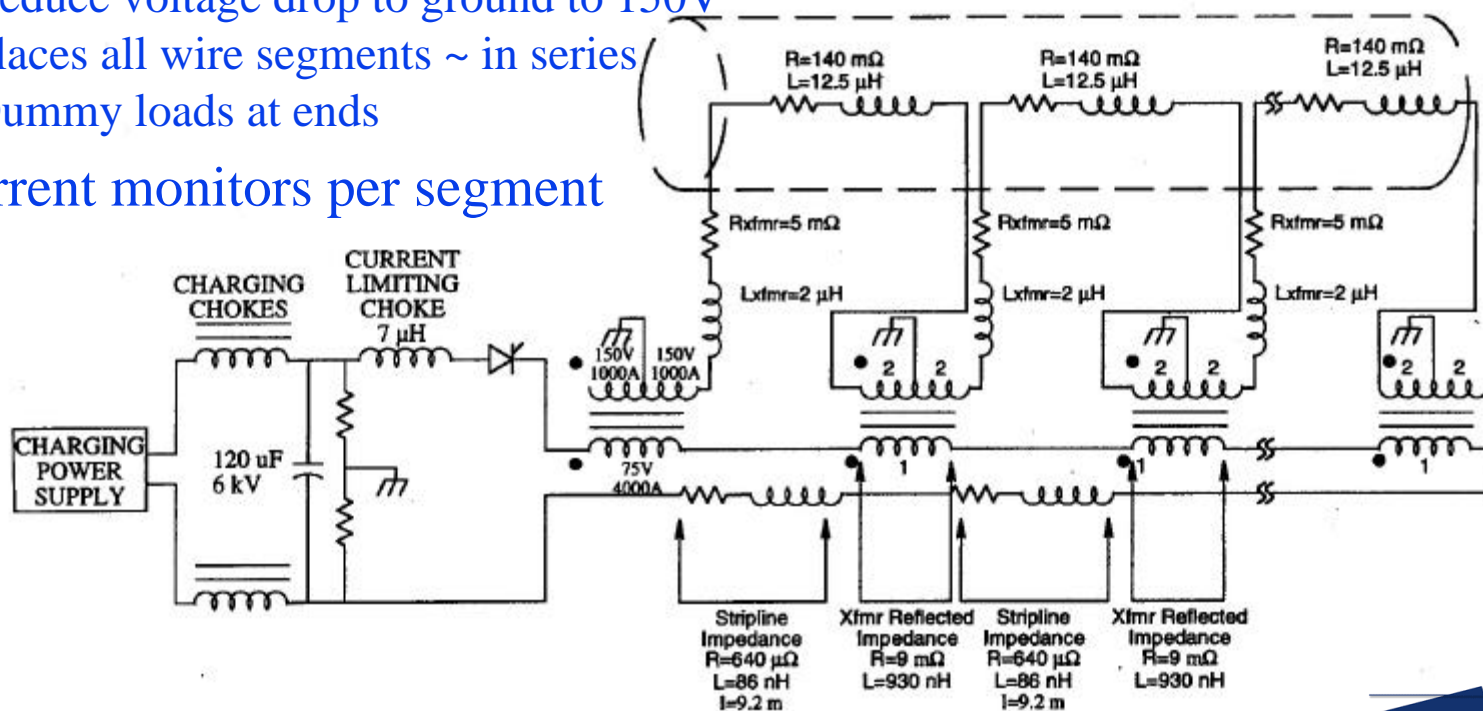 educe voltage drop to ground to 150V
laces all wire segments ~ in series
ummy loads at ends
rrent monitors per segment
R=140 mΩ
L=12.5 µH
R=140 mΩ
L=12.5 µH
R=140 mΩ
L=12.5 µH
Rxfmr=5 mΩ
Rxfmr=5 mΩ
Rxfmr=5 mΩ
Lxfmr=2 µH
Lxfmr=2 µH
Lxfmr=2 µH
CHARGING
CHOKES
CURRENT
LIMITING
CHOKE
7 µH
150V 150V
1000A 1000A
2 2
2 2
2 2
CHARGING
POWER
SUPPLY
120 uF
6 kV
75V
4000A
1
1
1
Stripline
Impedance
R=640 µΩ
L=86 nH
l=9.2 m
Xfmr Reflected
Impedance
R=9 mΩ
L=930 nH
Stripline
Impedance
R=640 µΩ
L=86 nH
l=9.2 m
Xfmr Reflected
Impedance
R=9 mΩ
L=930 nH